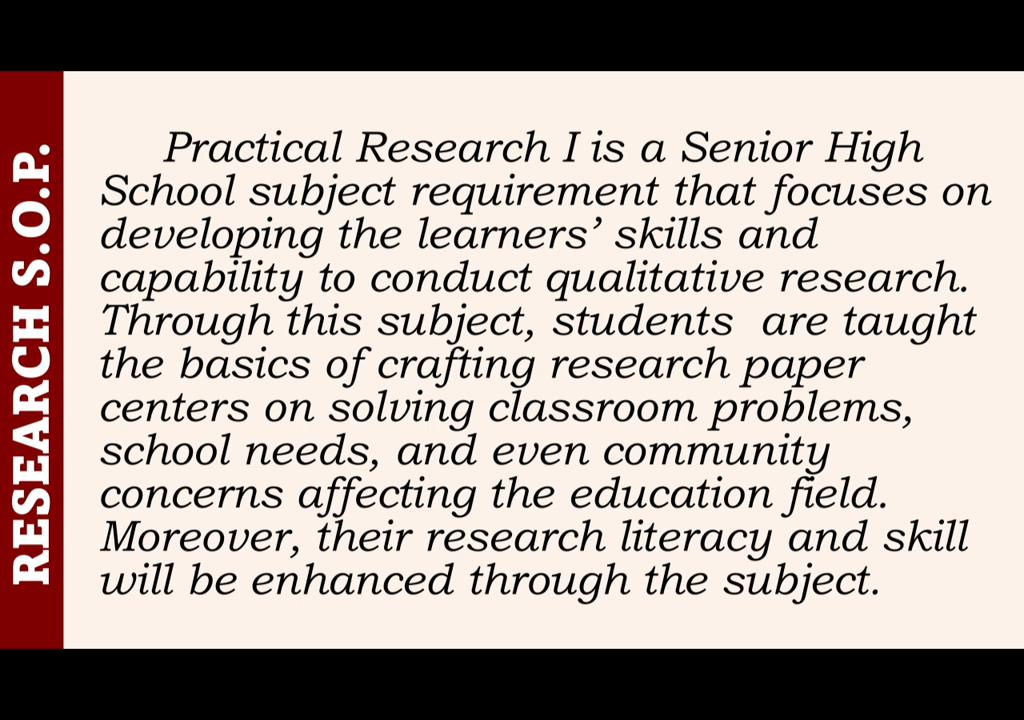 RESEARCH S.O.P.
Practical Research I is a Senior High
School subject requirement that focuses on
developing the learners’ skills and
capability to conduct qualitative research.
Through this subject, students  are taught
the basics of crafting research paper
centers on solving classroom problems,
school needs, and even community
concerns affecting the education field.
Moreover, their research literacy and skill
will be enhanced through the subject.